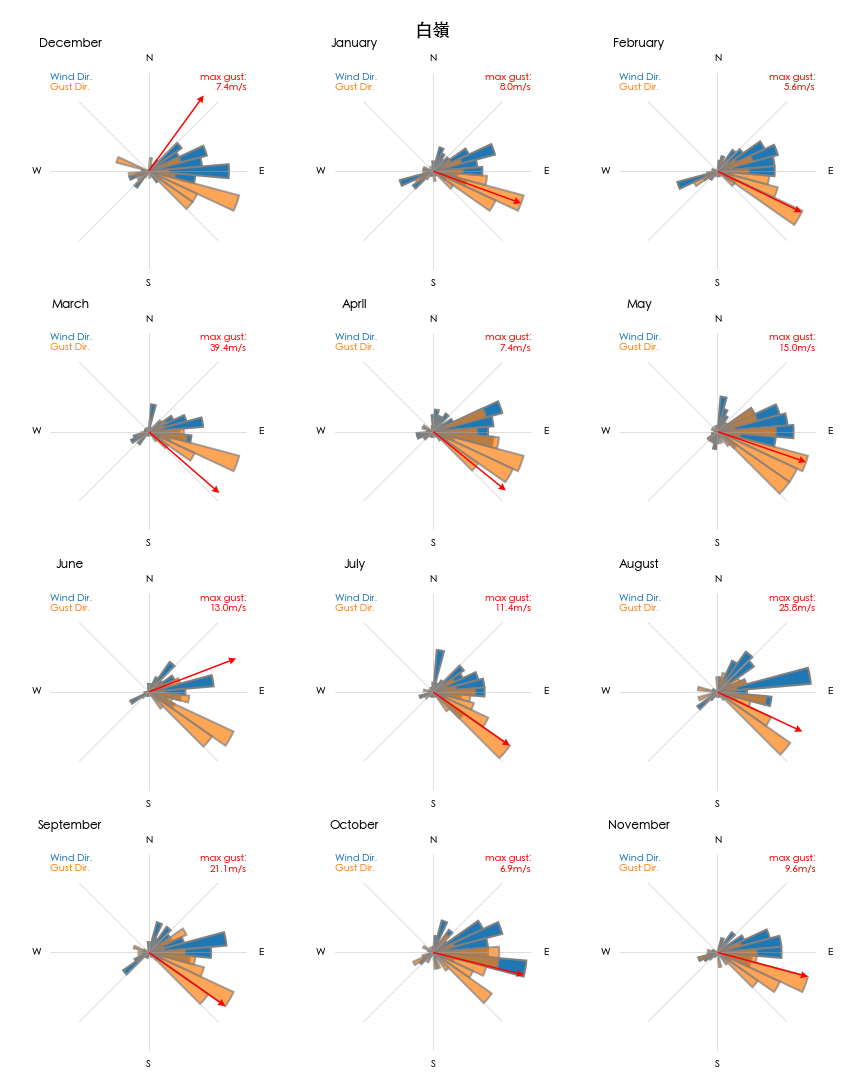 白嶺
December
January
February
N
N
N
Wind Dir.
Gust Dir.
max gust:
7.4m/s
Wind Dir.
Gust Dir.
max gust:
8.0m/s
Wind Dir.
Gust Dir.
max gust:
5.6m/s
W
E
W
E
W
E
S
S
S
March
April
May
N
N
N
Wind Dir.
Gust Dir.
max gust:
39.4m/s
Wind Dir.
Gust Dir.
max gust:
7.4m/s
Wind Dir.
Gust Dir.
max gust:
15.0m/s
W
E
W
E
W
E
S
S
S
June
July
August
N
N
N
Wind Dir.
Gust Dir.
max gust:
13.0m/s
Wind Dir.
Gust Dir.
max gust:
11.4m/s
Wind Dir.
Gust Dir.
max gust:
25.8m/s
W
E
W
E
W
E
S
S
S
September
October
November
N
N
N
Wind Dir.
Gust Dir.
max gust:
21.1m/s
Wind Dir.
Gust Dir.
max gust:
6.9m/s
Wind Dir.
Gust Dir.
max gust:
9.6m/s
W
E
W
E
W
E
S
S
S